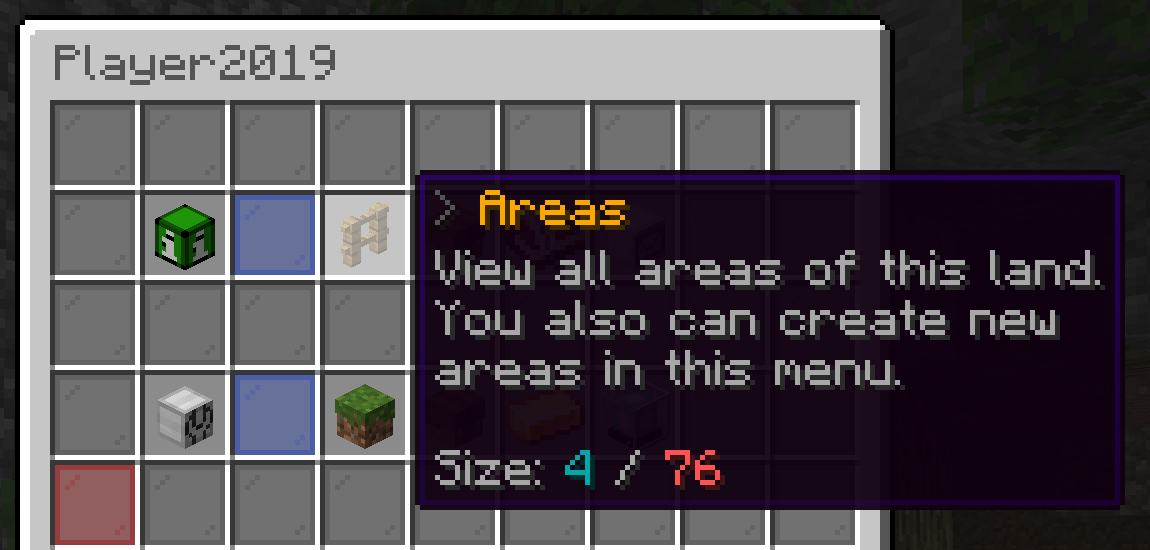 Player2019
> Areas
View all areas of this land.
You also can create new
areas in this menu.
Size: 4 / 76